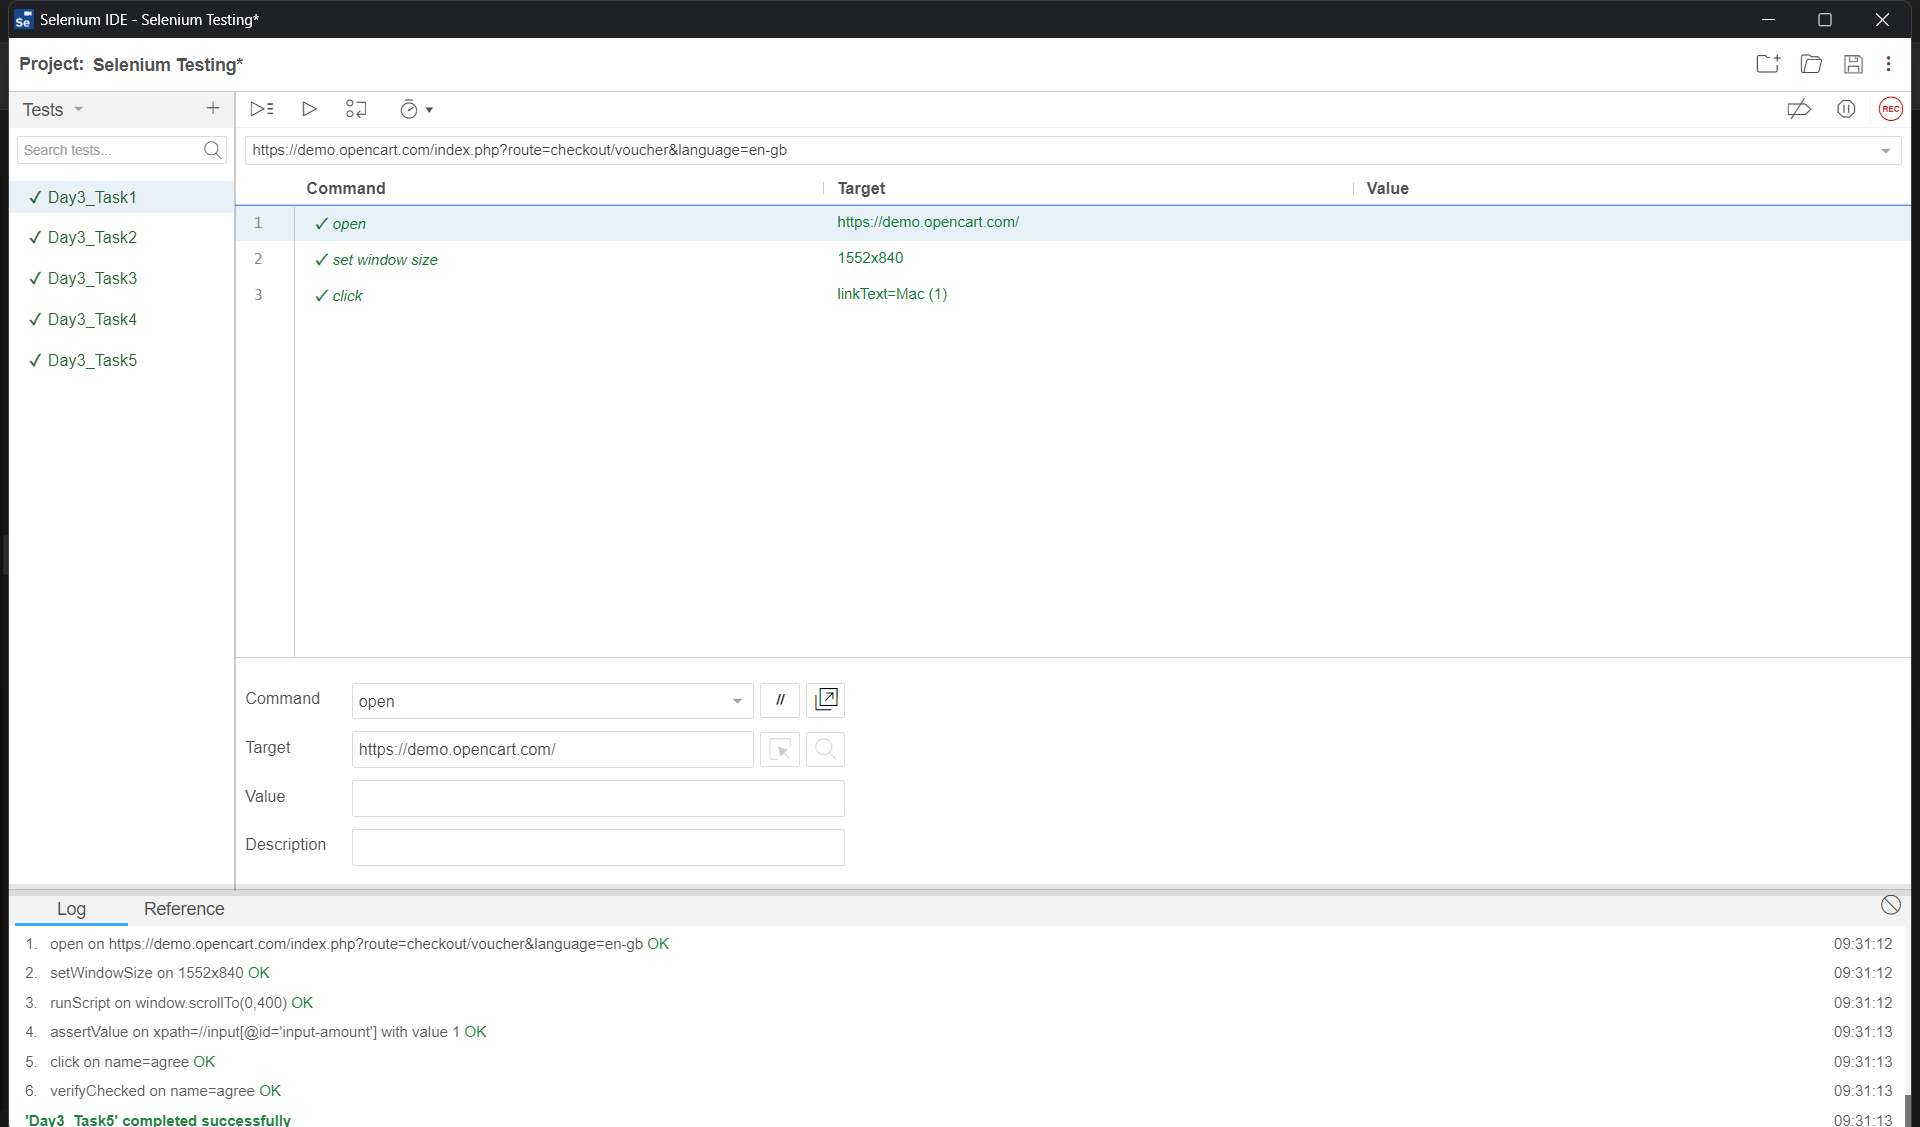 Se Selenium IDE - Selenium Testing*
Project: Selenium Testing*
Tests
REC
Search tests...
https://demo.opencart.com/index.php?route=checkout/voucher&language=en-gb
✓ Day3_Task1
✓ Day3_Task2
✓ Day3_Task3
✓ Day3_Task4
✓ Day3_Task5
Command Target Value
1 ✓ open https://demo.opencart.com/
2 ✓ set window size 1552x840
3 ✓ click linkText=Mac (1)
Command open //
Target https://demo.opencart.com/
Value
Description
Log Reference
1. open on https://demo.opencart.com/index.php?route=checkout/voucher&language=en-gb OK 09:31:12
2. setWindowSize on 1552x840 OK 09:31:12
3. runScript on window.scrollTo(0,400) OK 09:31:12
4. assertValue on xpath=//input[@id='input-amount'] with value 1 OK 09:31:13
5. click on name=agree OK 09:31:13
6. verifyChecked on name=agree OK 09:31:13
'Day3_Task5' completed successfully 09:31:13